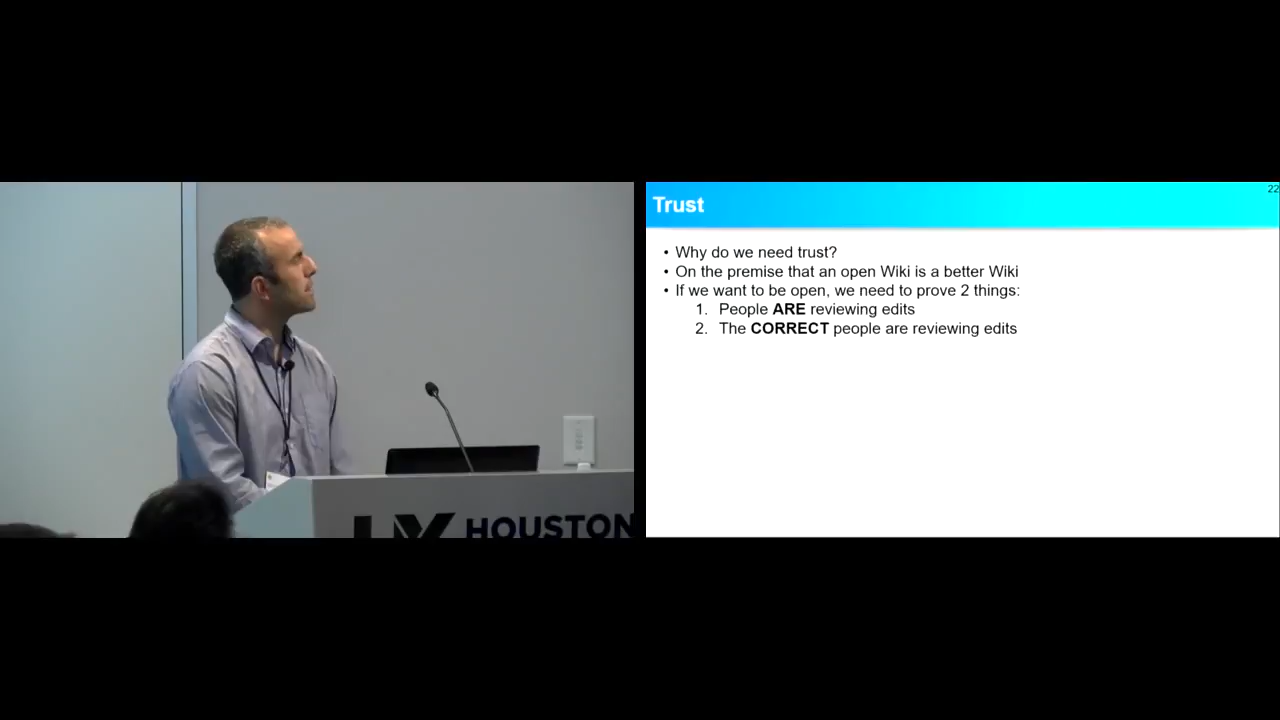 HOUSTON
22
Trust
• Why do we need trust?
• On the premise that an open Wiki is a better Wiki
• If we want to be open, we need to prove 2 things:
1. People ARE reviewing edits
2. The CORRECT people are reviewing edits